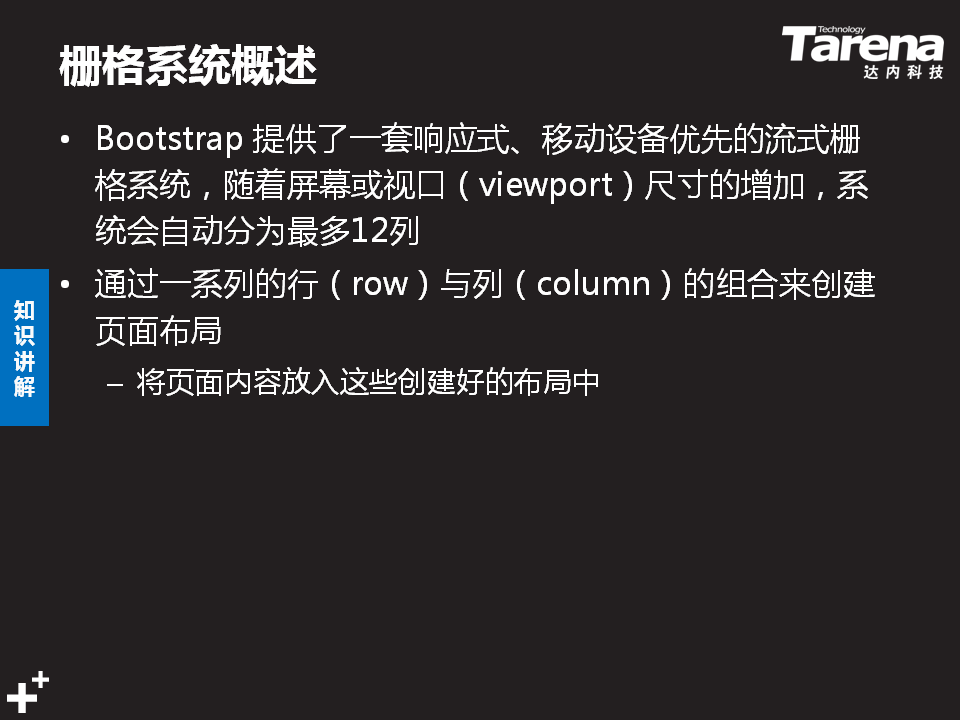 栅格系统概述
Technology
Tarena
达内科技
• Bootstrap 提供了一套响应式、移动设备优先的流式栅
格系统，随着屏幕或视口（viewport）尺寸的增加，系
统会自动分为最多12列
• 通过一系列的行（row）与列（column）的组合来创建
页面布局
– 将页面内容放入这些创建好的布局中
知
识
讲
解